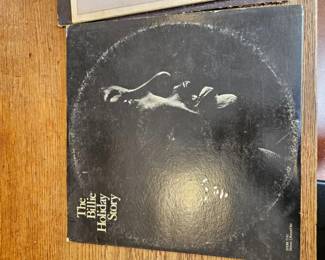 The
Billie
Holiday
Story